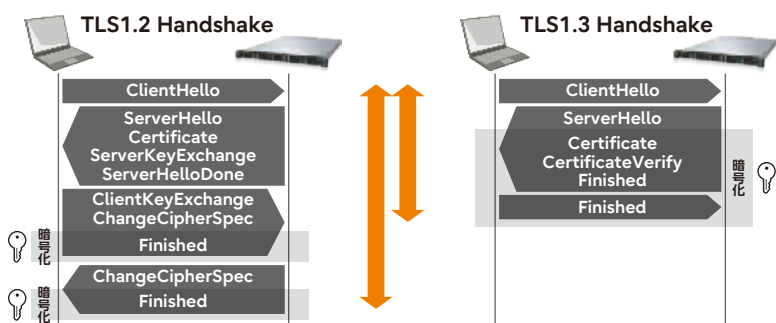 TLS1.2 Handshake
ClientHello
ServerHello
Certificate
ServerKeyExchange
ServerHelloDone
ClientKeyExchange
ChangeCipherSpec
Finished
暗号化
ChangeCipherSpec
Finished
暗号化
TLS1.3 Handshake
ClientHello
ServerHello
Certificate
CertificateVerify
Finished
Finished
暗号化